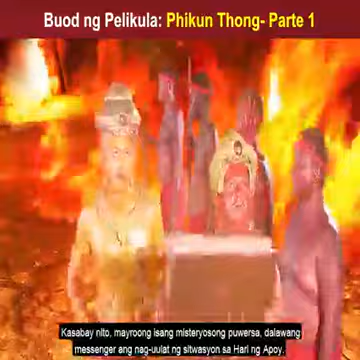 Buod ng Pelikula: Phikun Thong- Parte 1
Kasabay nito, mayroong isang misteryosong puwersa, dalawang
messenger ang nag-uulat ng sitwasyon sa Hari ng Apoy,